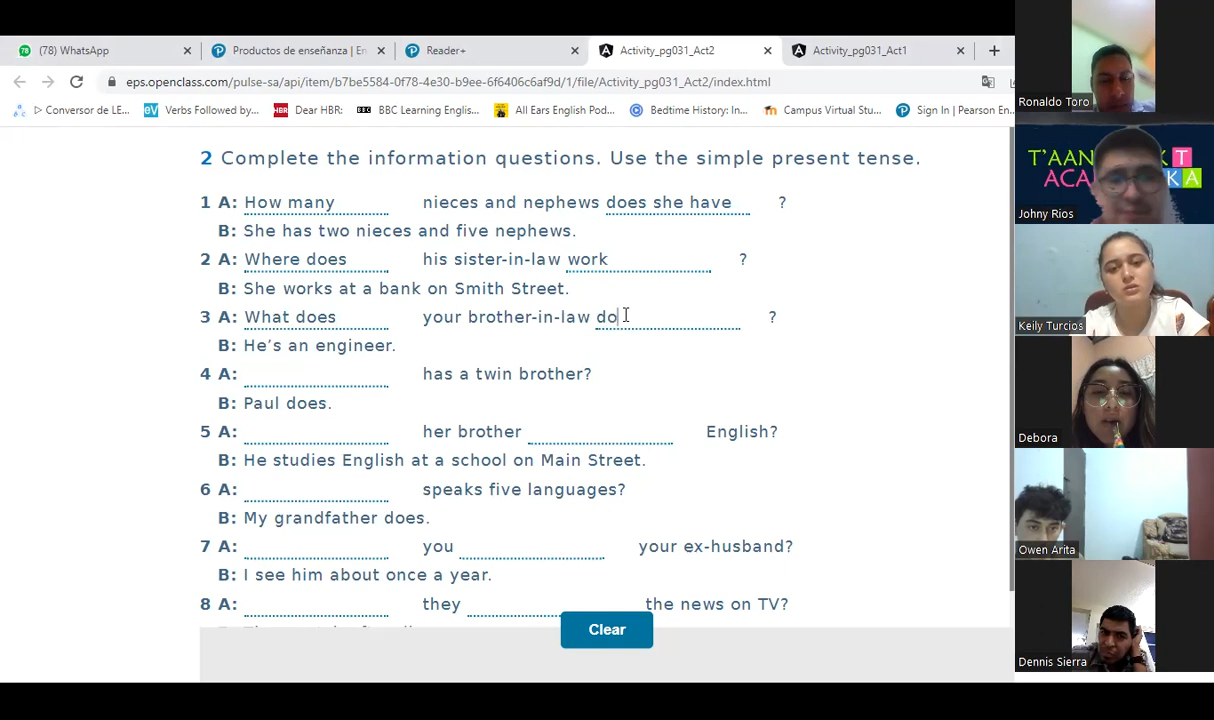 (78) WhatsApp
Productos de enseñanza | En
Reader+
Activity_pg031_Act2
Activity_pg031_Act1
eps.openclass.com/pulse-sa/api/item/b7be5584-0f78-4e30-b9ee-6f6406c6af9d/1/file/Activity_pg031_Act2/index.html
▷ Conversor de LE...
Verbs Followed by...
Dear HBR:
BBC Learning Englis...
All Ears English Pod...
Bedtime History: In...
Campus Virtual Stu...
Sign In | Pearson En...
2 Complete the information questions. Use the simple present tense.
1 A: How many nieces and nephews does she have ?
B: She has two nieces and five nephews.
2 A: Where does his sister-in-law work ?
B: She works at a bank on Smith Street.
3 A: What does your brother-in-law do ?
B: He's an engineer.
4 A: has a twin brother?
B: Paul does.
5 A: her brother English?
B: He studies English at a school on Main Street.
6 A: speaks five languages?
B: My grandfather does.
7 A: you your ex-husband?
B: I see him about once a year.
8 A: they the news on TV?
Clear
Ronaldo Toro
Johny Rios
Keily Turcios
Debora
Owen Arita
Dennis Sierra